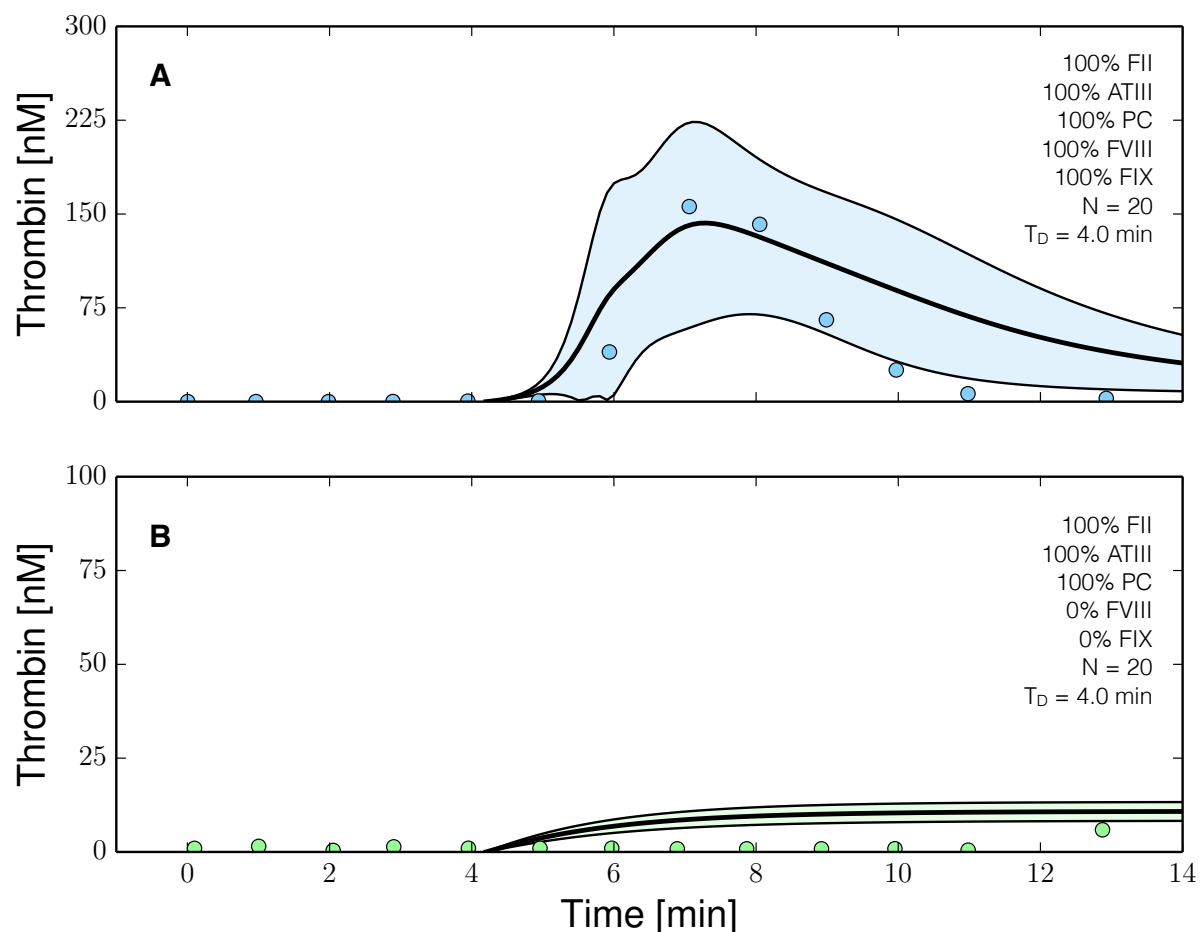 300
225
150
75
0
Thrombin [nM]
A
100% FII
100% ATIII
100% PC
100% FVIII
100% FIX
N = 20
T_D = 4.0 min
100
75
50
25
0
Thrombin [nM]
B
100% FII
100% ATIII
100% PC
0% FVIII
0% FIX
N = 20
T_D = 4.0 min
0 2 4 6 8 10 12 14
Time [min]